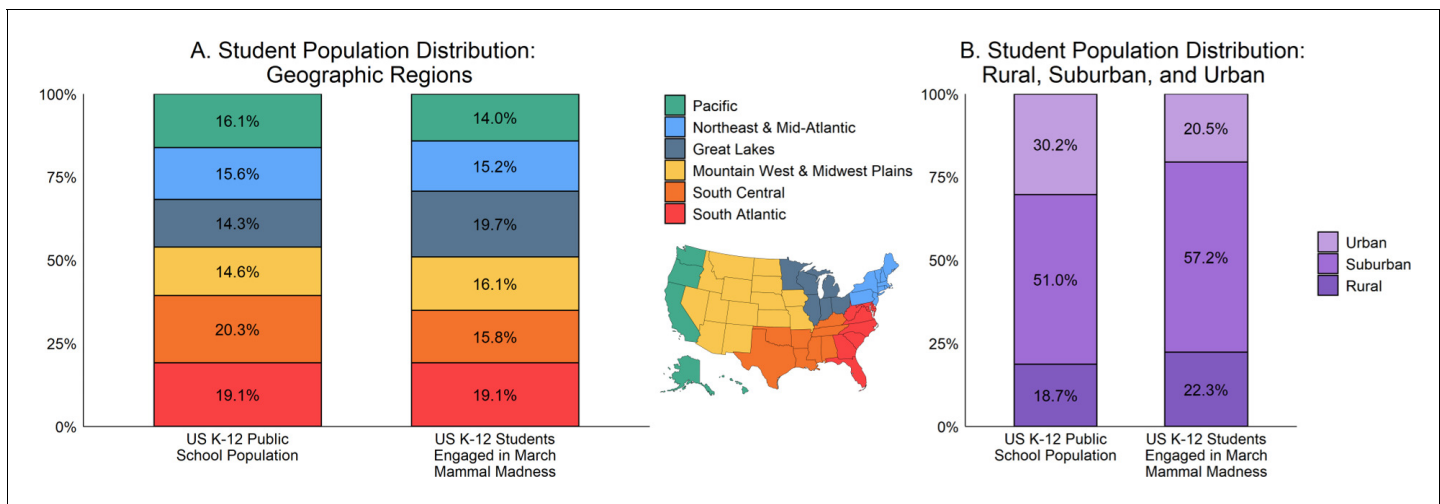 A. Student Population Distribution:
Geographic Regions
100%
75%
50%
25%
0%
16.1%
15.6%
14.3%
14.6%
20.3%
19.1%
14.0%
15.2%
19.7%
16.1%
15.8%
19.1%
US K-12 Public
School Population
US K-12 Students
Engaged in March
Mammal Madness
Pacific
Northeast & Mid-Atlantic
Great Lakes
Mountain West & Midwest Plains
South Central
South Atlantic
B. Student Population Distribution:
Rural, Suburban, and Urban
100%
75%
50%
25%
0%
30.2%
51.0%
18.7%
20.5%
57.2%
22.3%
US K-12 Public
School Population
US K-12 Students
Engaged in March
Mammal Madness
Urban
Suburban
Rural